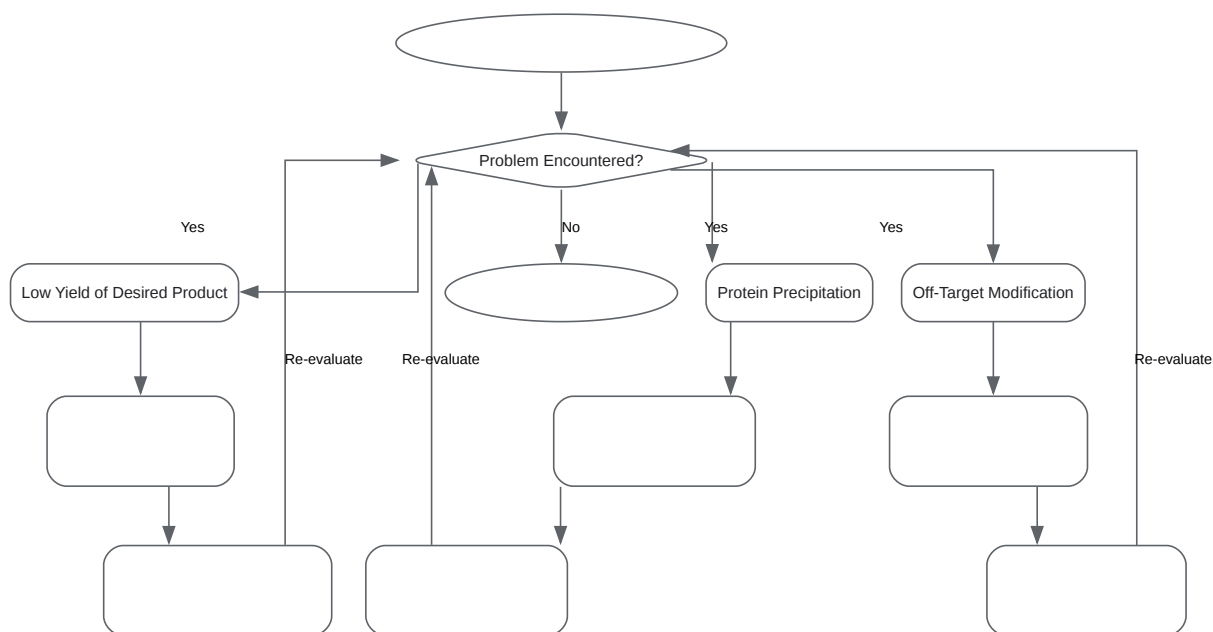 Problem Encountered?
Yes
No
Yes
Yes
Low Yield of Desired Product
Protein Precipitation
Off-Target Modification
Re-evaluate
Re-evaluate
Re-evaluate